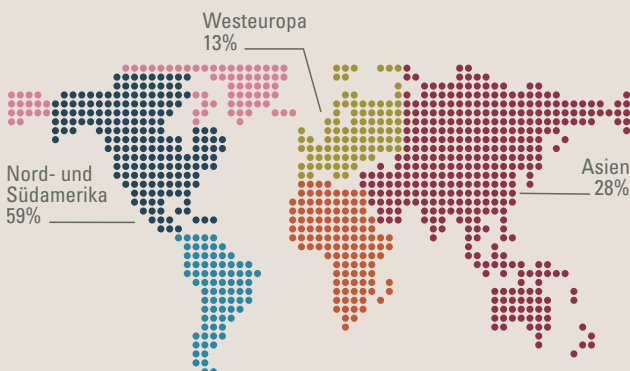 Westeuropa
13%
Nord- und
Südamerika
59%
Asien
28%